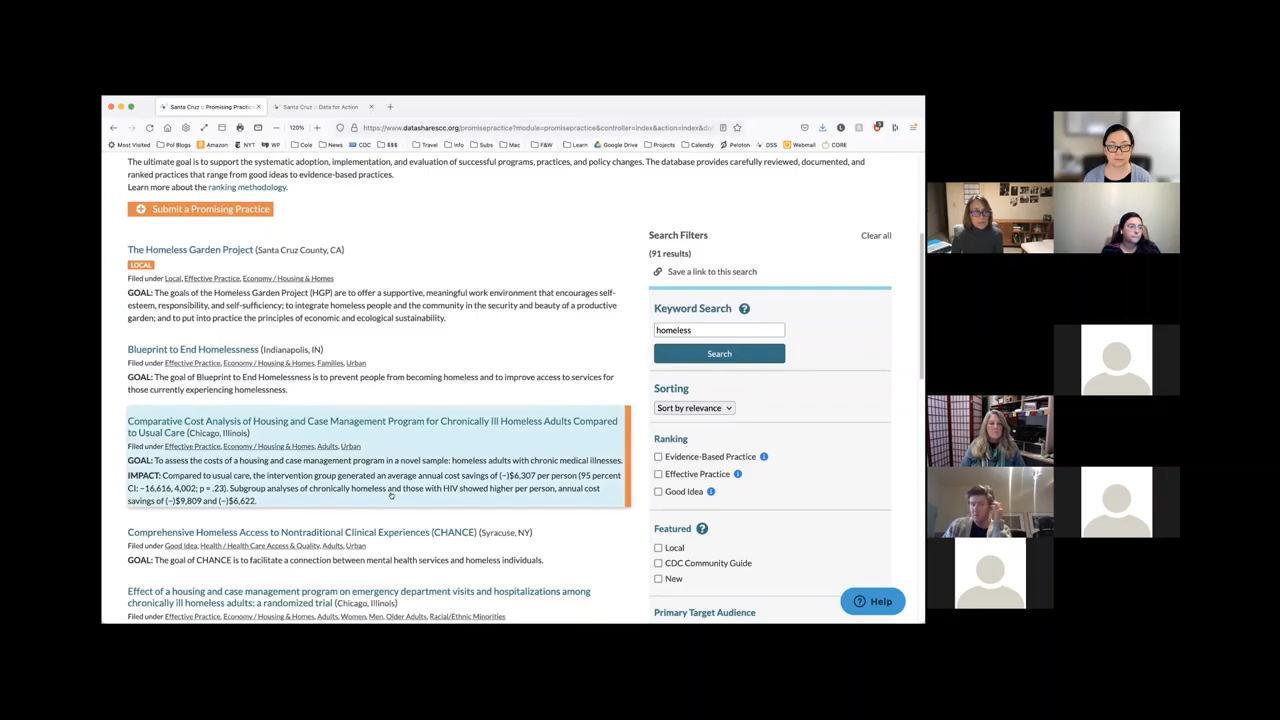 Santa Cruz :: Promising Practic
Santa Cruz :: Data for Action
120%
https://www.datasharescc.org/promisepractice?module=promisepractice&controller=index&action=index&do
Most Visited
Pol Blogs
Amazon
NYT
WP
Cole
News
CDC
$$$
Travel
Info
Subs
Mac
F&W
Learn
Google Drive
Projects
Calendly
Peloton
DSS
Webmail
CORE
The ultimate goal is to support the systematic adoption, implementation, and evaluation of successful programs, practices, and policy changes. The database provides carefully reviewed, documented, and
ranked practices that range from good ideas to evidence-based practices.
Learn more about the ranking methodology.
Submit a Promising Practice
The Homeless Garden Project (Santa Cruz County, CA)
LOCAL
Filed under Local, Effective Practice, Economy / Housing & Homes
GOAL: The goals of the Homeless Garden Project (HGP) are to offer a supportive, meaningful work environment that encourages self-
esteem, responsibility, and self-sufficiency; to integrate homeless people and the community in the security and beauty of a productive
garden; and to put into practice the principles of economic and ecological sustainability.
Blueprint to End Homelessness (Indianapolis, IN)
Filed under Effective Practice, Economy / Housing & Homes, Families, Urban
GOAL: The goal of Blueprint to End Homelessness is to prevent people from becoming homeless and to improve access to services for
those currently experiencing homelessness.
Comparative Cost Analysis of Housing and Case Management Program for Chronically Ill Homeless Adults Compared
to Usual Care (Chicago, Illinois)
Filed under Effective Practice, Economy / Housing & Homes, Adults, Urban
GOAL: To assess the costs of a housing and case management program in a novel sample: homeless adults with chronic medical illnesses.
IMPACT: Compared to usual care, the intervention group generated an average annual cost savings of (−)$6,307 per person (95 percent
CI: −16,616, 4,002; p = .23). Subgroup analyses of chronically homeless and those with HIV showed higher per person, annual cost
savings of (−)$9,809 and (−)$6,622.
Comprehensive Homeless Access to Nontraditional Clinical Experiences (CHANCE) (Syracuse, NY)
Filed under Good Idea, Health / Health Care Access & Quality, Adults, Urban
GOAL: The goal of CHANCE is to facilitate a connection between mental health services and homeless individuals.
Effect of a housing and case management program on emergency department visits and hospitalizations among
chronically ill homeless adults: a randomized trial (Chicago, Illinois)
Filed under Effective Practice, Economy / Housing & Homes, Adults, Women, Men, Older Adults, Racial/Ethnic Minorities
Search Filters
Clear all
(91 results)
Save a link to this search
Keyword Search ?
homeless
Search
Sorting
Sort by relevance
Ranking
Evidence-Based Practice
Effective Practice
Good Idea
Featured ?
Local
CDC Community Guide
New
Primary Target Audience
? Help